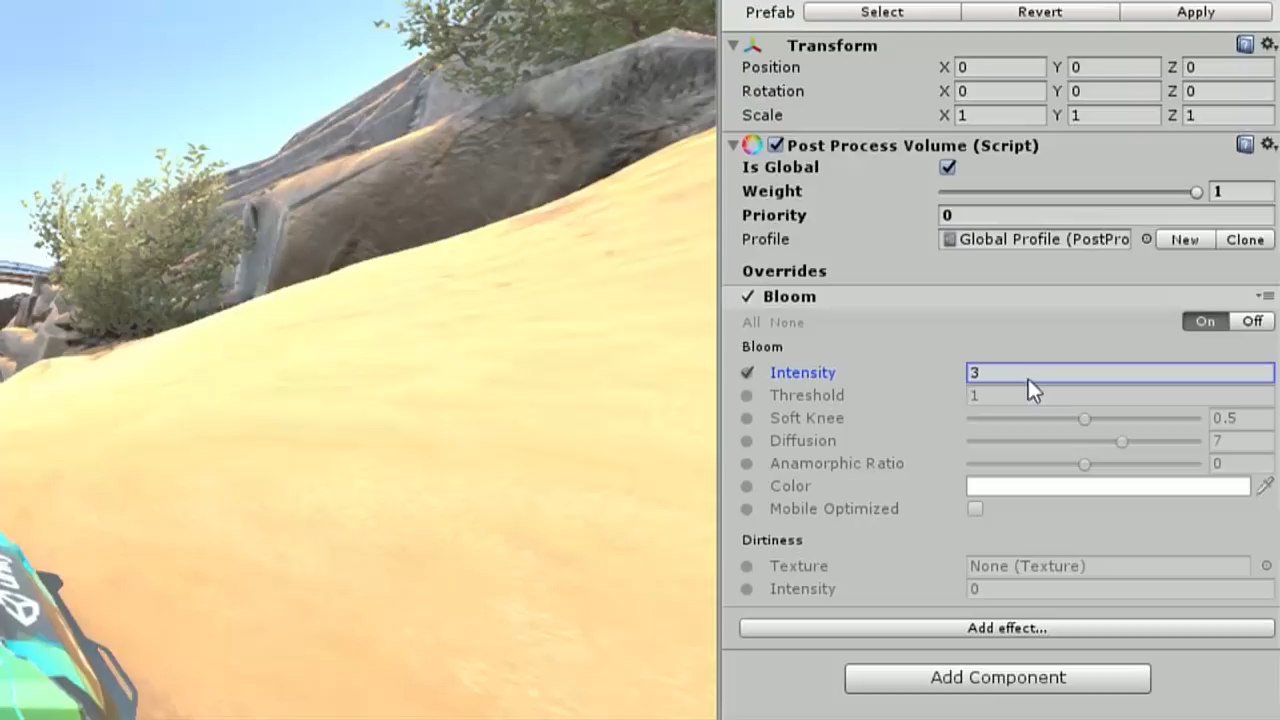 Prefab Select Revert Apply
Transform
Position X 0 Y 0 Z 0
Rotation X 0 Y 0 Z 0
Scale X 1 Y 1 Z 1
Post Process Volume (Script)
Is Global
Weight 1
Priority 0
Profile Global Profile (PostPro New Clone
Overrides
Bloom
All None On Off
Bloom
Intensity 3
Threshold 1
Soft Knee 0.5
Diffusion 7
Anamorphic Ratio 0
Color
Mobile Optimized
Dirtiness
Texture None (Texture)
Intensity 0
Add effect...
Add Component